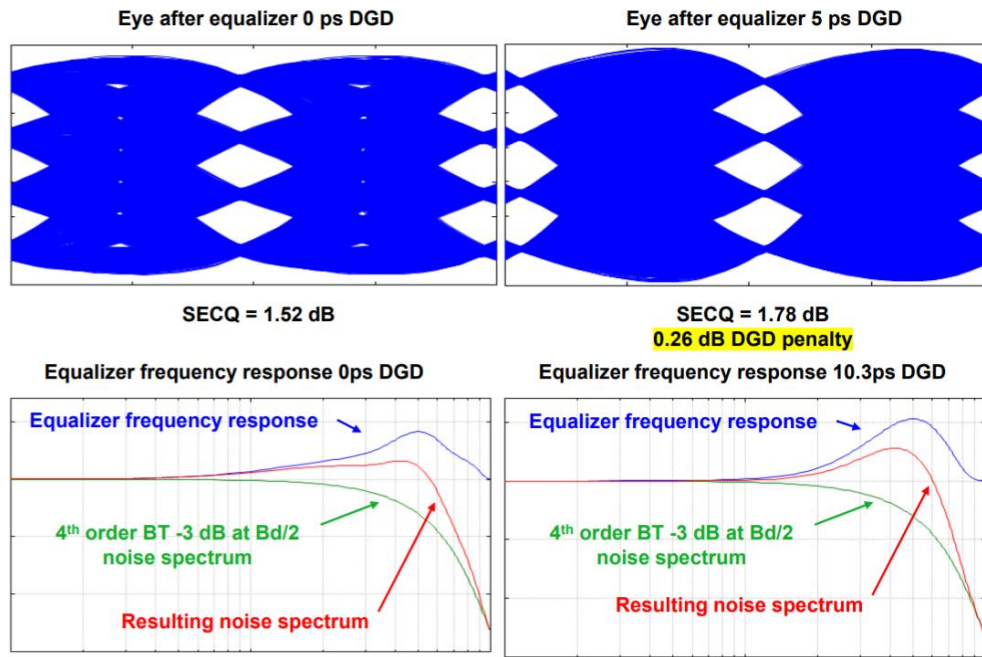 Eye after equalizer 0 ps DGD
Eye after equalizer 5 ps DGD
SECQ = 1.52 dB
SECQ = 1.78 dB
0.26 dB DGD penalty
Equalizer frequency response 0ps DGD
Equalizer frequency response 10.3ps DGD
Equalizer frequency response
4th order BT -3 dB at Bd/2
noise spectrum
Resulting noise spectrum
Equalizer frequency response
4th order BT -3 dB at Bd/2
noise spectrum
Resulting noise spectrum